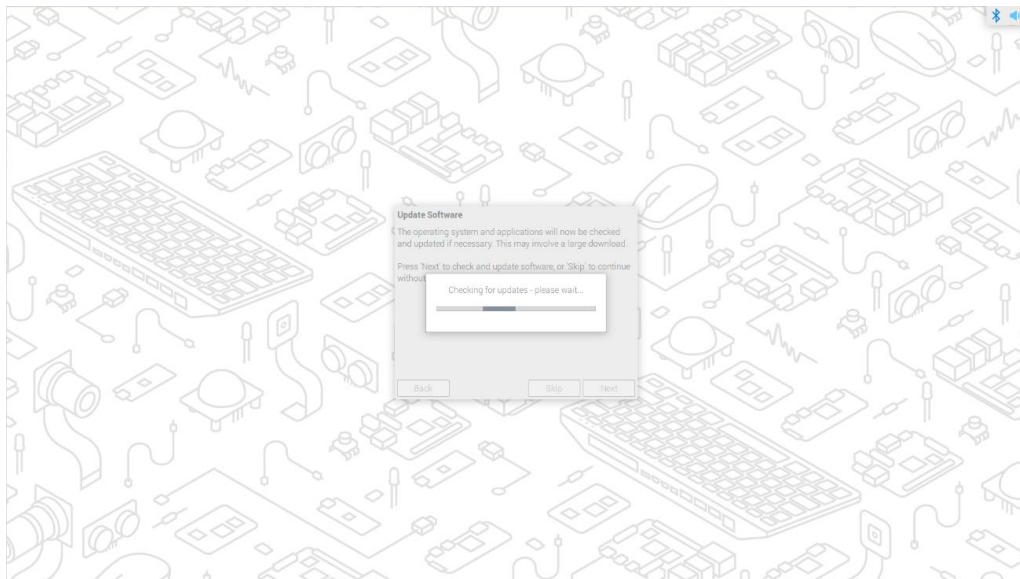 Update Software
The operating system and applications will now be checked
and updated if necessary. This may involve a large download.
Press 'Next' to check and update software, or 'Skip' to continue
without
Checking for updates - please wait...
Back
Skip
Next